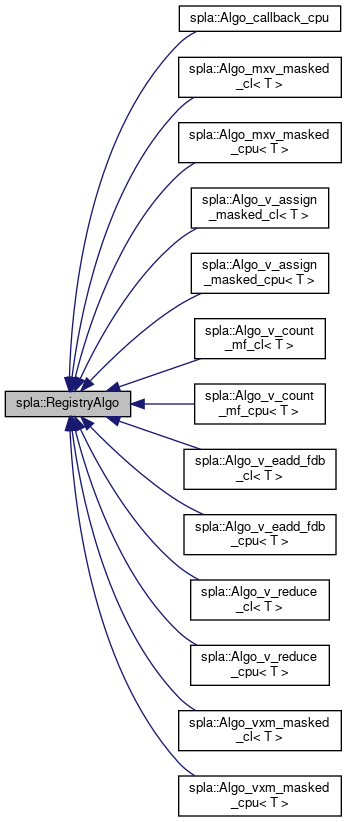 spla::Algo_callback_cpu
spla::Algo_mxv_masked
_cl< T >
spla::Algo_mxv_masked
_cpu< T >
spla::Algo_v_assign
_masked_cl< T >
spla::Algo_v_assign
_masked_cpu< T >
spla::Algo_v_count
_mf_cl< T >
spla::RegistryAlgo
spla::Algo_v_count
_mf_cpu< T >
spla::Algo_v_eadd_fdb
_cl< T >
spla::Algo_v_eadd_fdb
_cpu< T >
spla::Algo_v_reduce
_cl< T >
spla::Algo_v_reduce
_cpu< T >
spla::Algo_vxm_masked
_cl< T >
spla::Algo_vxm_masked
_cpu< T >